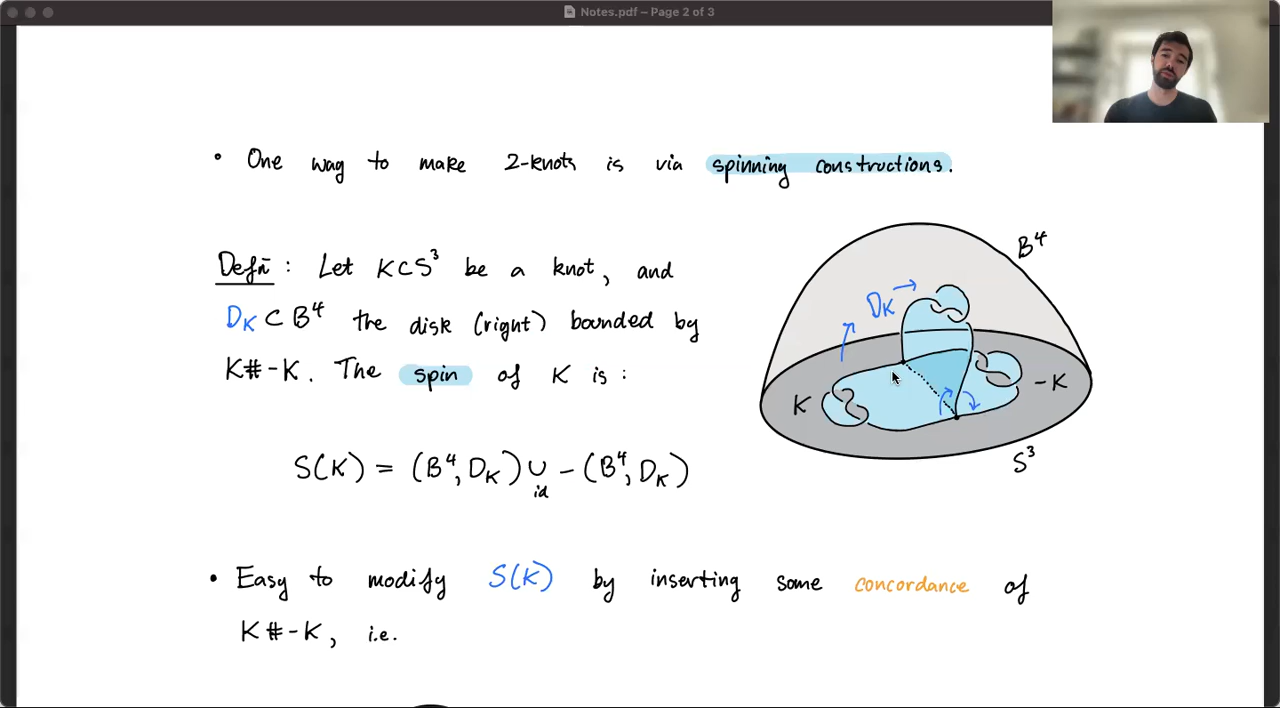 Notes.pdf – Page 2 of 3
• One way to make 2-knots is via spinning constructions.
Defn : Let K⊂S³ be a knot, and
D_K ⊂ B⁴ the disk (right) bounded by
K#-K. The spin of K is :
S(K) = (B⁴, D_K) ∪_id -(B⁴, D_K)
B⁴
D_K
K
-K
S³
• Easy to modify S(K) by inserting some concordance of
K#-K, i.e.